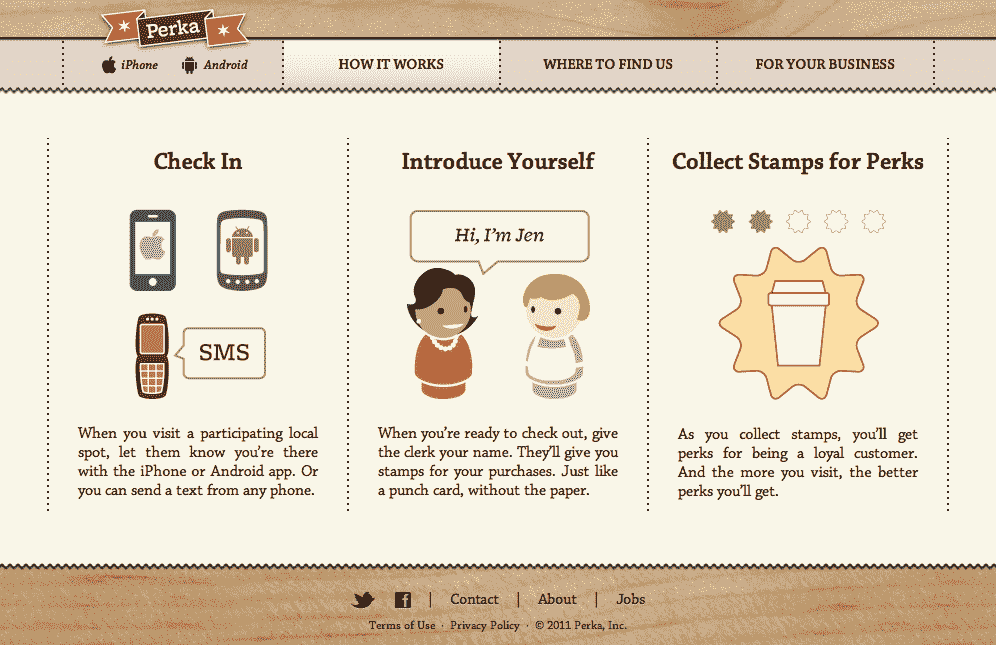 Perka
iPhone Android
HOW IT WORKS
WHERE TO FIND US
FOR YOUR BUSINESS
Check In
SMS
When you visit a participating local
spot, let them know you're there
with the iPhone or Android app. Or
you can send a text from any phone.
Introduce Yourself
Hi, I'm Jen
When you're ready to check out, give
the clerk your name. They'll give you
stamps for your purchases. Just like
a punch card, without the paper.
Collect Stamps for Perks
As you collect stamps, you'll get
perks for being a loyal customer.
And the more you visit, the better
perks you'll get.
f | Contact | About | Jobs
Terms of Use · Privacy Policy · © 2011 Perka, Inc.